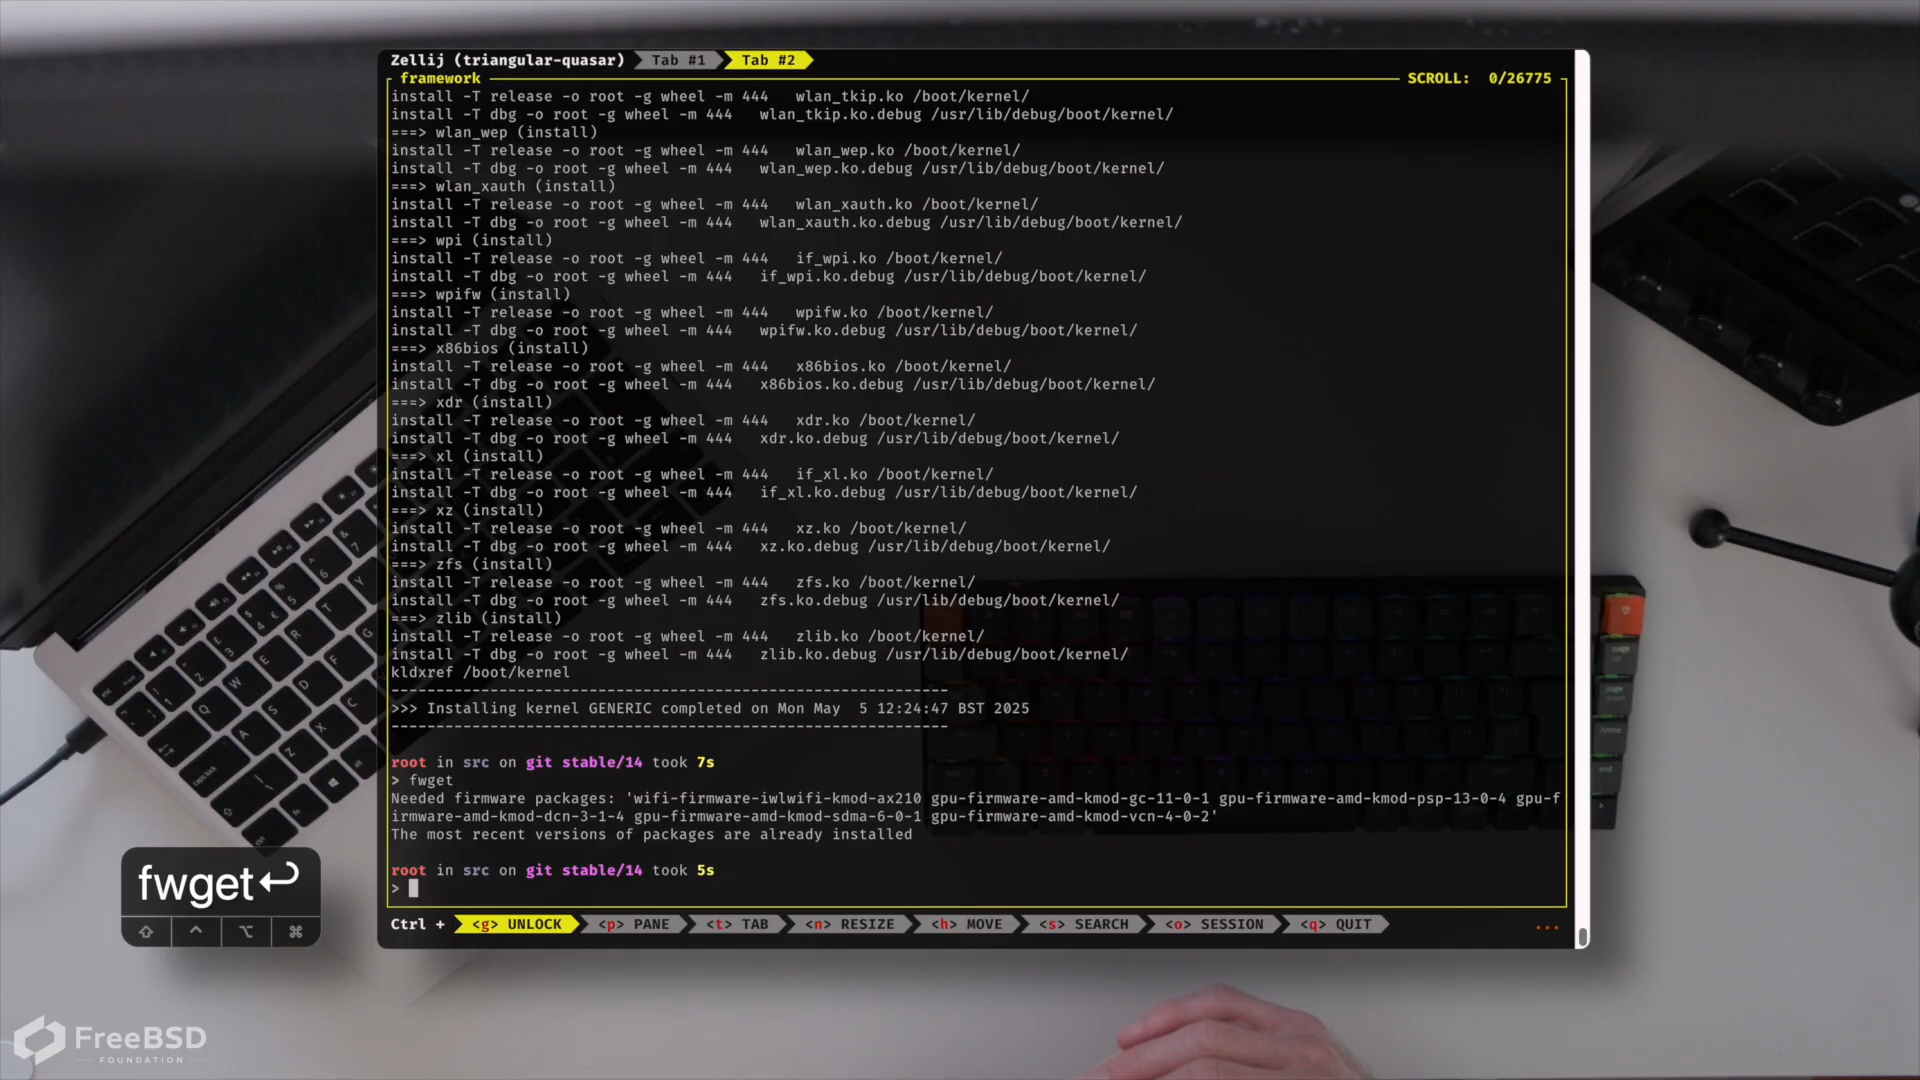 Zellij (triangular-quasar) Tab #1 Tab #2
framework SCROLL: 0/26775
install -T release -o root -g wheel -m 444 wlan_tkip.ko /boot/kernel/
install -T dbg -o root -g wheel -m 444 wlan_tkip.ko.debug /usr/lib/debug/boot/kernel/
===> wlan_wep (install)
install -T release -o root -g wheel -m 444 wlan_wep.ko /boot/kernel/
install -T dbg -o root -g wheel -m 444 wlan_wep.ko.debug /usr/lib/debug/boot/kernel/
===> wlan_xauth (install)
install -T release -o root -g wheel -m 444 wlan_xauth.ko /boot/kernel/
install -T dbg -o root -g wheel -m 444 wlan_xauth.ko.debug /usr/lib/debug/boot/kernel/
===> wpi (install)
install -T release -o root -g wheel -m 444 if_wpi.ko /boot/kernel/
install -T dbg -o root -g wheel -m 444 if_wpi.ko.debug /usr/lib/debug/boot/kernel/
===> wpifw (install)
install -T release -o root -g wheel -m 444 wpifw.ko /boot/kernel/
install -T dbg -o root -g wheel -m 444 wpifw.ko.debug /usr/lib/debug/boot/kernel/
===> x86bios (install)
install -T release -o root -g wheel -m 444 x86bios.ko /boot/kernel/
install -T dbg -o root -g wheel -m 444 x86bios.ko.debug /usr/lib/debug/boot/kernel/
===> xdr (install)
install -T release -o root -g wheel -m 444 xdr.ko /boot/kernel/
install -T dbg -o root -g wheel -m 444 xdr.ko.debug /usr/lib/debug/boot/kernel/
===> xl (install)
install -T release -o root -g wheel -m 444 if_xl.ko /boot/kernel/
install -T dbg -o root -g wheel -m 444 if_xl.ko.debug /usr/lib/debug/boot/kernel/
===> xz (install)
install -T release -o root -g wheel -m 444 xz.ko /boot/kernel/
install -T dbg -o root -g wheel -m 444 xz.ko.debug /usr/lib/debug/boot/kernel/
===> zfs (install)
install -T release -o root -g wheel -m 444 zfs.ko /boot/kernel/
install -T dbg -o root -g wheel -m 444 zfs.ko.debug /usr/lib/debug/boot/kernel/
===> zlib (install)
install -T release -o root -g wheel -m 444 zlib.ko /boot/kernel/
install -T dbg -o root -g wheel -m 444 zlib.ko.debug /usr/lib/debug/boot/kernel/
kldxref /boot/kernel
--------------------------------------------------------------
>>> Installing kernel GENERIC completed on Mon May  5 12:24:47 BST 2025
--------------------------------------------------------------
root in src on git stable/14 took 7s
> fwget
Needed firmware packages: 'wifi-firmware-iwlwifi-kmod-ax210 gpu-firmware-amd-kmod-gc-11-0-1 gpu-firmware-amd-kmod-psp-13-0-4 gpu-f
irmware-amd-kmod-dcn-3-1-4 gpu-firmware-amd-kmod-sdma-6-0-1 gpu-firmware-amd-kmod-vcn-4-0-2'
The most recent versions of packages are already installed
root in src on git stable/14 took 5s
>
Ctrl + <g> UNLOCK <p> PANE <t> TAB <n> RESIZE <h> MOVE <s> SEARCH <o> SESSION <q> QUIT ...
fwget↩
⇧ ⌃ ⌥ ⌘
page
down
home
end
FreeBSD
FOUNDATION